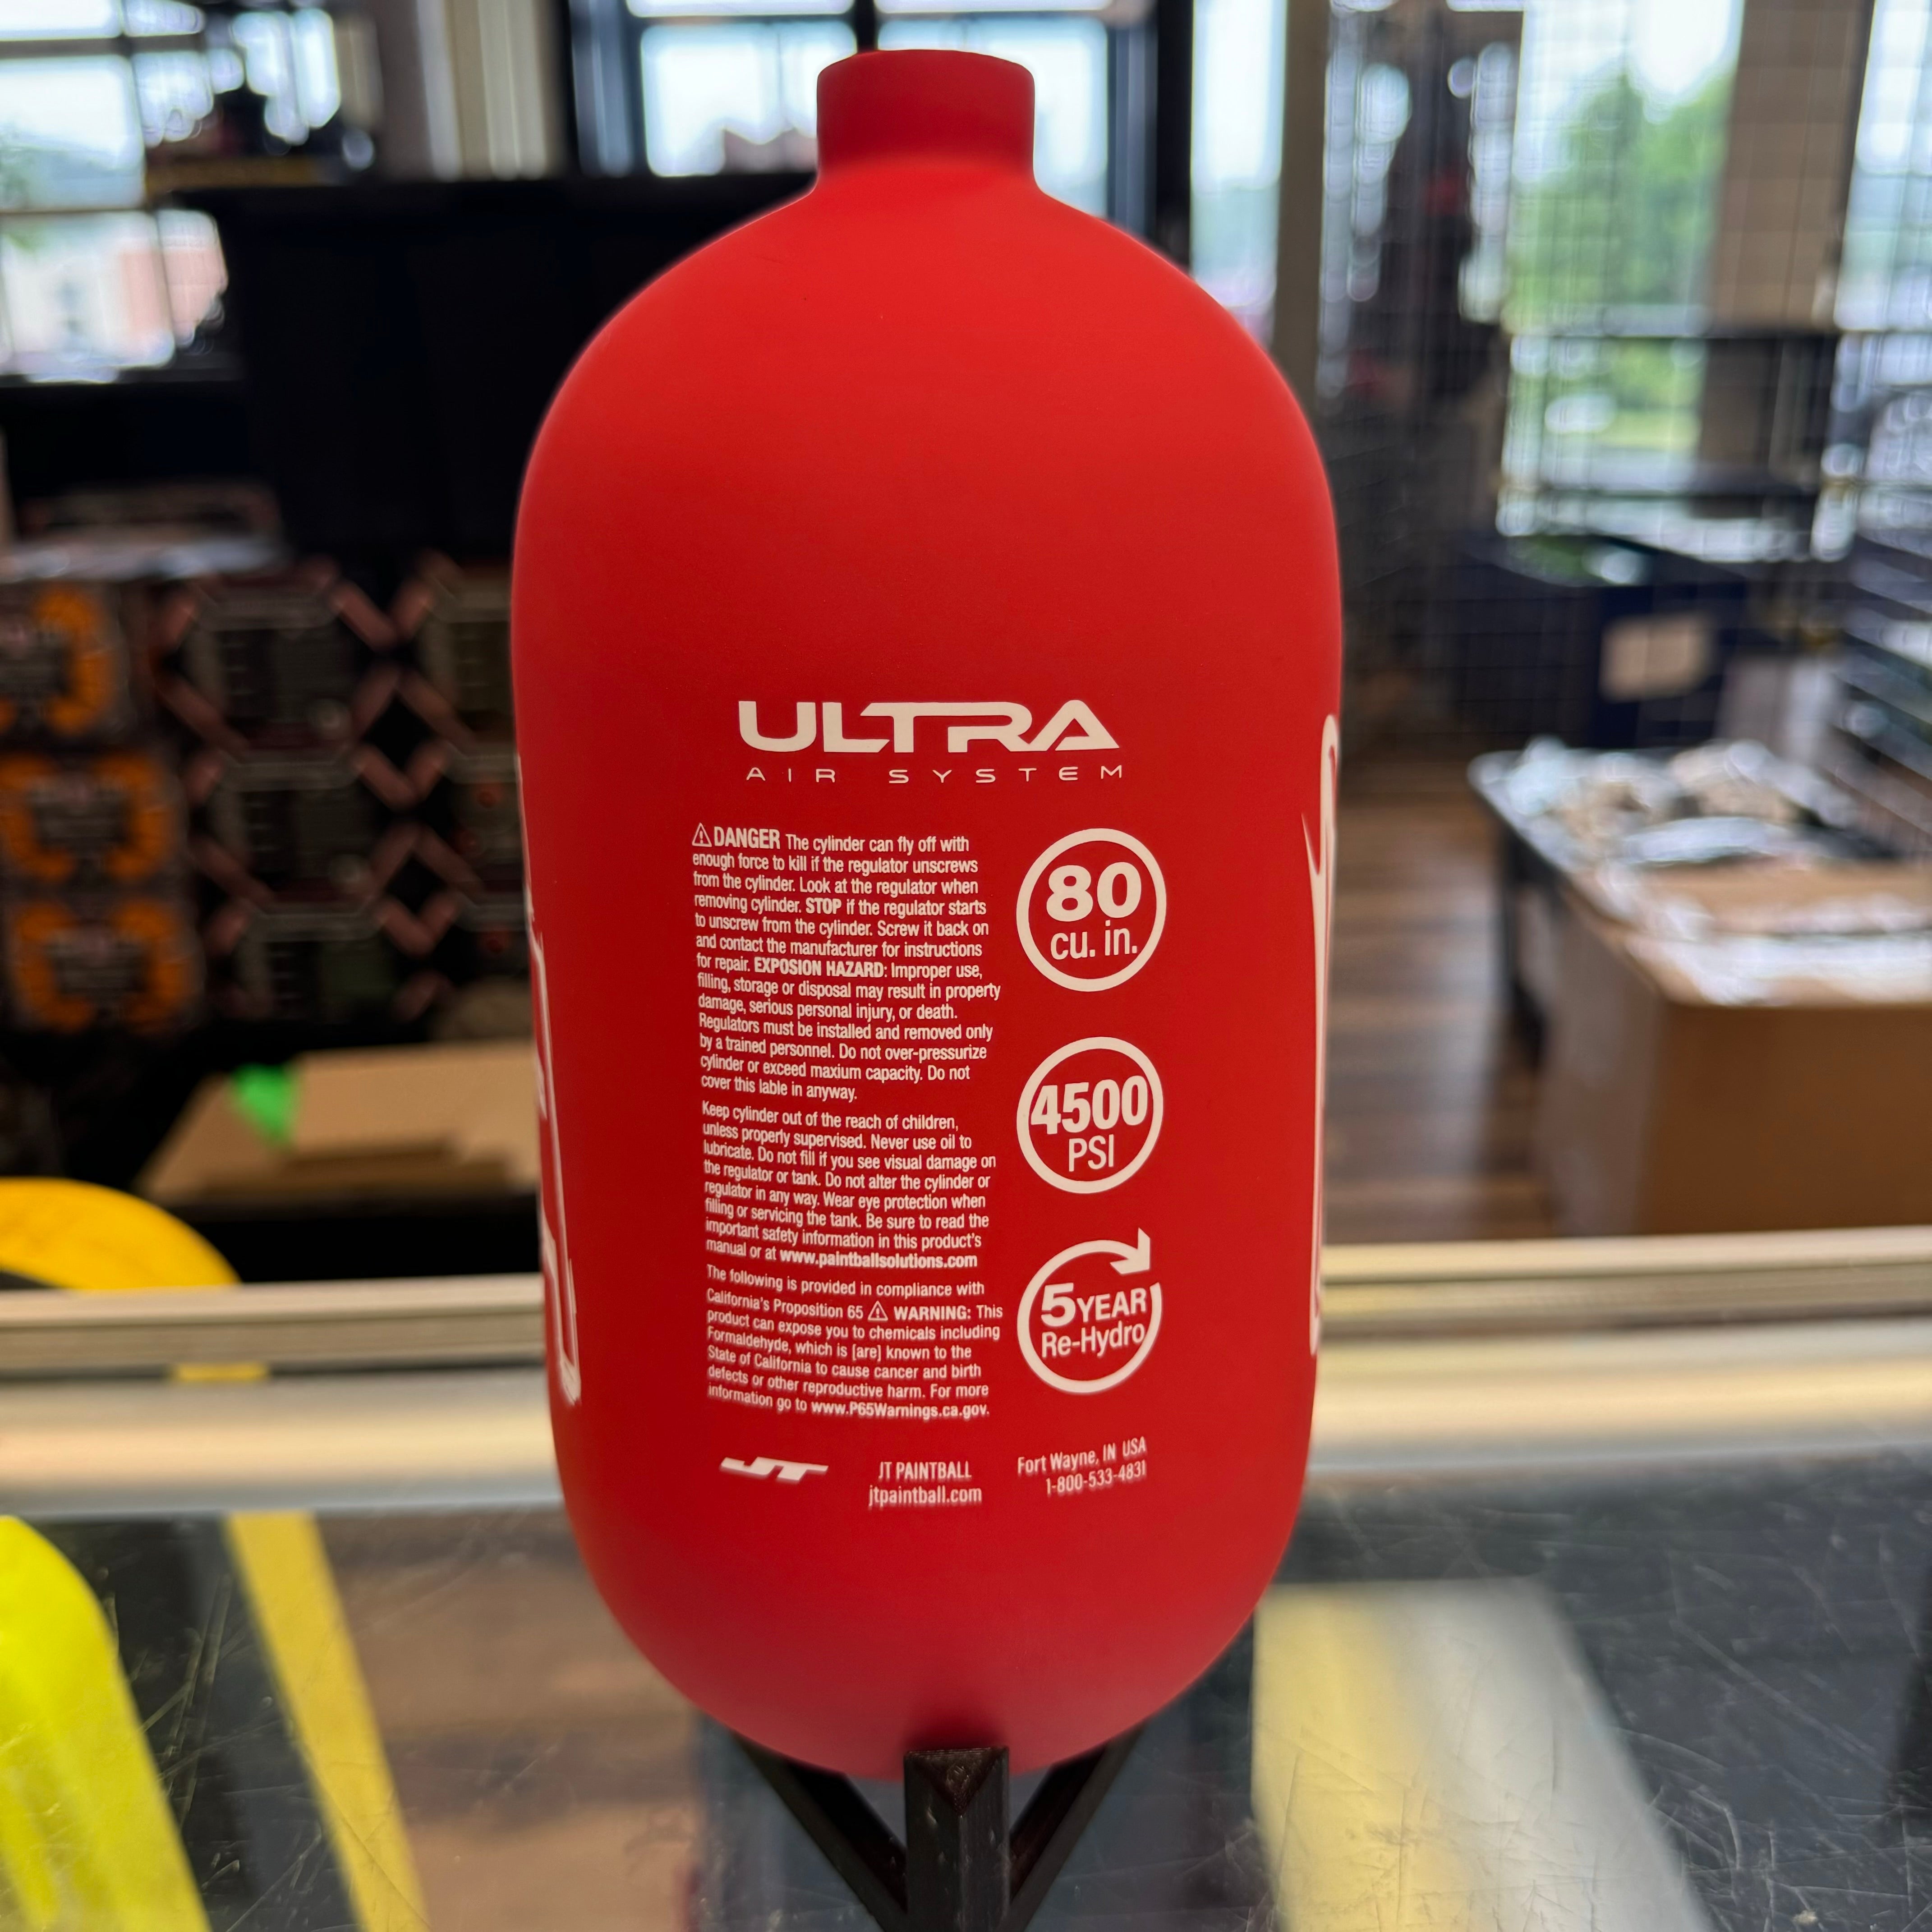 ULTRA
AIR SYSTEM
⚠DANGER The cylinder can fly off with
enough force to kill if the regulator unscrews
from the cylinder. Look at the regulator when
removing cylinder. STOP if the regulator starts
to unscrew from the cylinder. Screw it back on
and contact the manufacturer for instructions
for repair. EXPOSION HAZARD: Improper use,
filling, storage or disposal may result in property
damage, serious personal injury, or death.
Regulators must be installed and removed only
by a trained personnel. Do not over-pressurize
cylinder or exceed maxium capacity. Do not
cover this lable in anyway.
Keep cylinder out of the reach of children,
unless properly supervised. Never use oil to
lubricate. Do not fill if you see visual damage on
the regulator or tank. Do not alter the cylinder or
regulator in any way. Wear eye protection when
filling or servicing the tank. Be sure to read the
important safety information in this product's
manual or at www.paintballsolutions.com
The following is provided in compliance with
California's Proposition 65 ⚠ WARNING: This
product can expose you to chemicals including
Formaldehyde, which is [are] known to the
State of California to cause cancer and birth
defects or other reproductive harm. For more
information go to www.P65Warnings.ca.gov.
80
cu. in.
4500
PSI
5YEAR
Re-Hydro
JT
JT PAINTBALL
jtpaintball.com
Fort Wayne, IN USA
1-800-533-4831